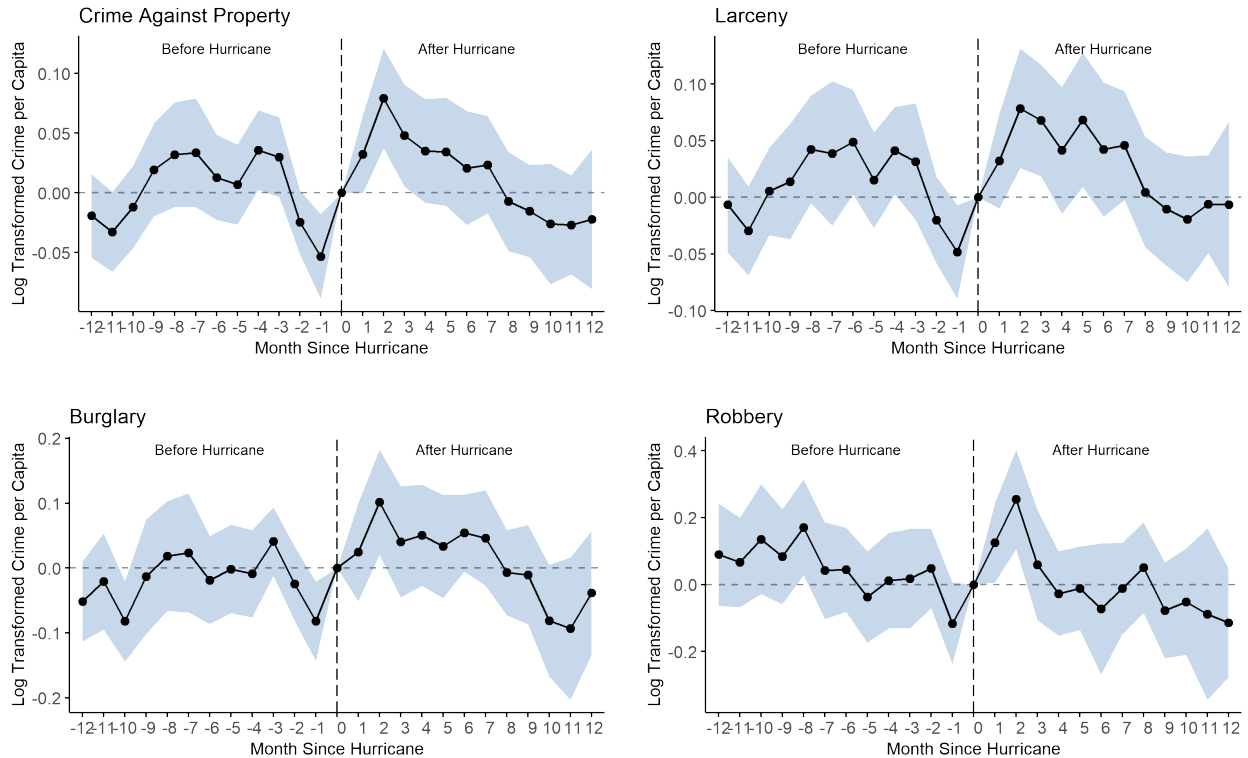 Crime Against Property
Log Transformed Crime per Capita
Before Hurricane After Hurricane
0.10
0.05
0.00
-0.05
-12 -11 -10 -9 -8 -7 -6 -5 -4 -3 -2 -1 0 1 2 3 4 5 6 7 8 9 10 11 12
Month Since Hurricane
Larceny
Log Transformed Crime per Capita
Before Hurricane After Hurricane
0.10
0.05
0.00
-0.05
-0.10
-12 -11 -10 -9 -8 -7 -6 -5 -4 -3 -2 -1 0 1 2 3 4 5 6 7 8 9 10 11 12
Month Since Hurricane
Burglary
Log Transformed Crime per Capita
Before Hurricane After Hurricane
0.2
0.1
0.0
-0.1
-0.2
-12 -11 -10 -9 -8 -7 -6 -5 -4 -3 -2 -1 0 1 2 3 4 5 6 7 8 9 10 11 12
Month Since Hurricane
Robbery
Log Transformed Crime per Capita
Before Hurricane After Hurricane
0.4
0.2
0.0
-0.2
-12 -11 -10 -9 -8 -7 -6 -5 -4 -3 -2 -1 0 1 2 3 4 5 6 7 8 9 10 11 12
Month Since Hurricane